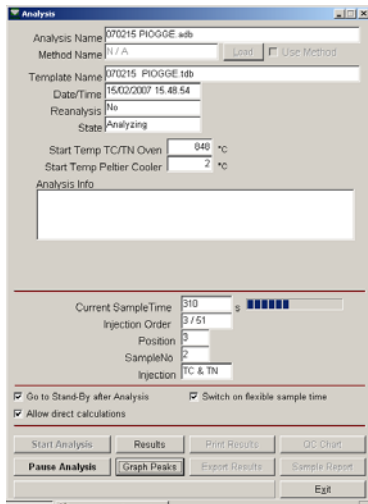 Analysis
Analysis Name 070215 PIOGGE.adb
Method Name N / A Load Use Method
Template Name 070215 PIOGGE.tdb
Date/Time 15/02/2007 15.48.54
Reanalysis No
State Analyzing
Start Temp TC/TN Oven 848 °C
Start Temp Peltier Cooler 2 °C
Analysis Info
Current SampleTime 310 s
Injection Order 3 / 51
Position 3
SampleNo 2
Injection TC & TN
Go to Stand-By after Analysis Switch on flexible sample time
Allow direct calculations
Start Analysis Results Print Results QC Chart
Pause Analysis Graph Peaks Export Results Sample Report
Exit